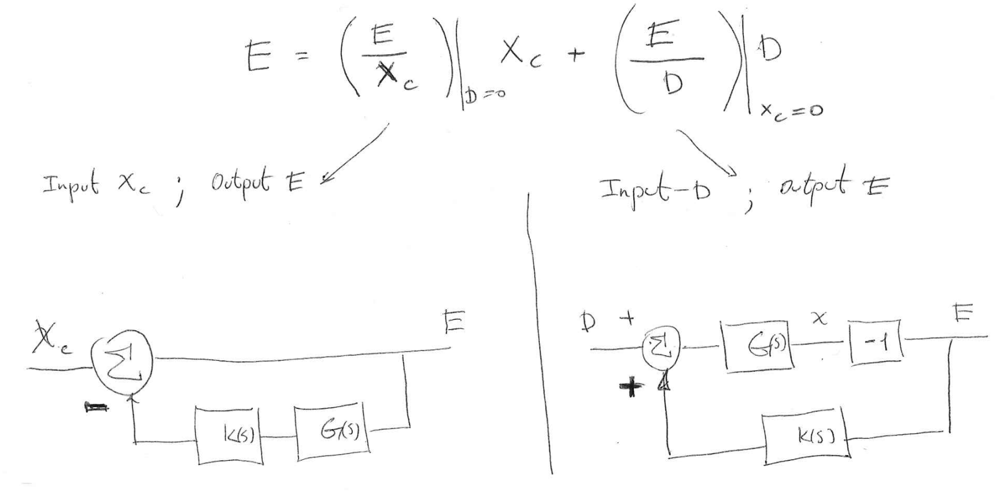 E = (E / X_c)|_{D=0} X_c + (E / D)|_{X_c=0} D
Input X_c ; Output E
Input-D ; output E
X_c Σ E
-
K(s) G(s)
D + Σ G(s) x -1 E
+
K(s)